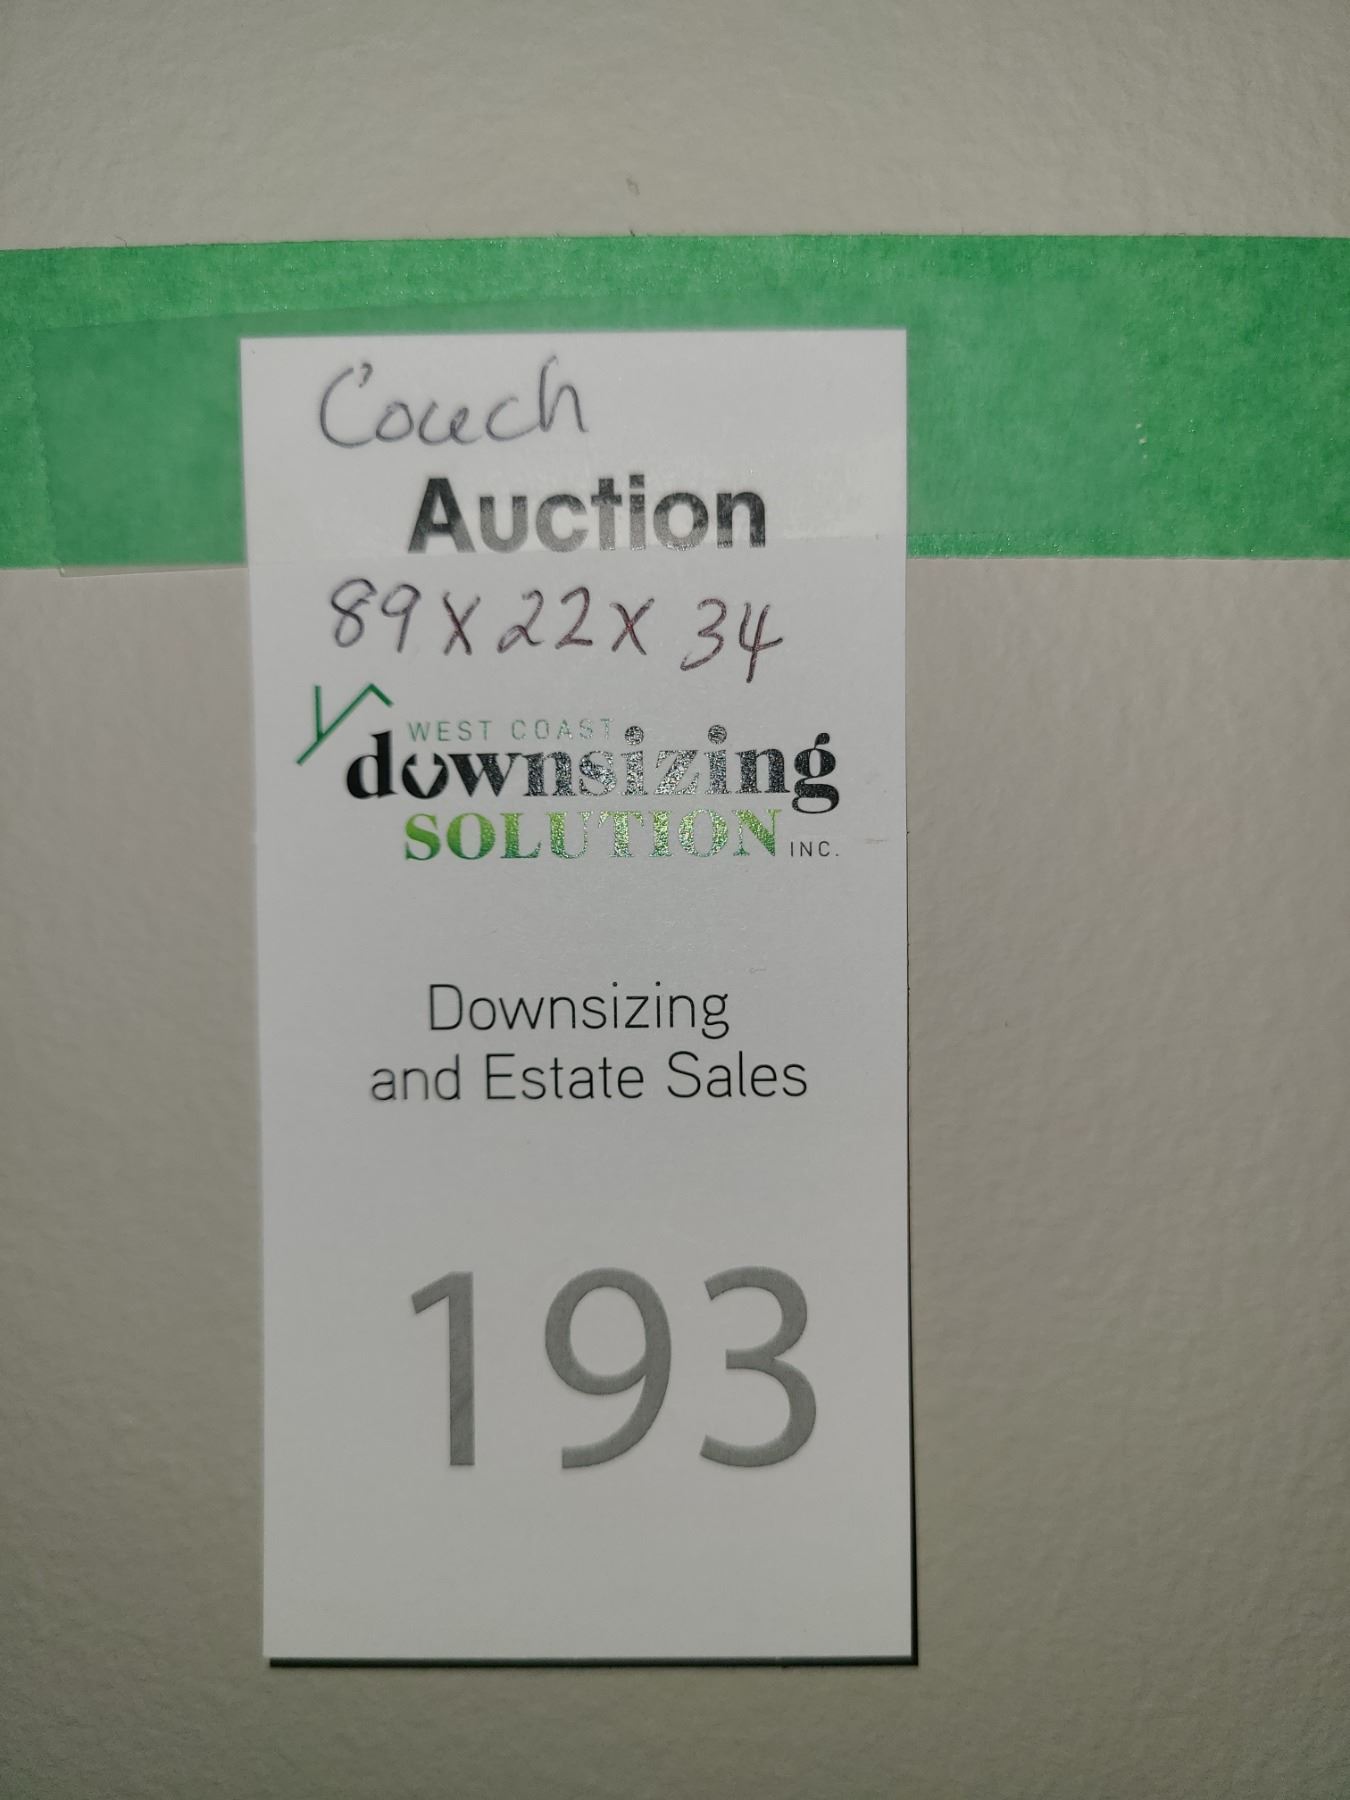 Couch
Auction
89 X 22 X 34
WEST COAST
downsizing
SOLUTION INC.
Downsizing
and Estate Sales
193